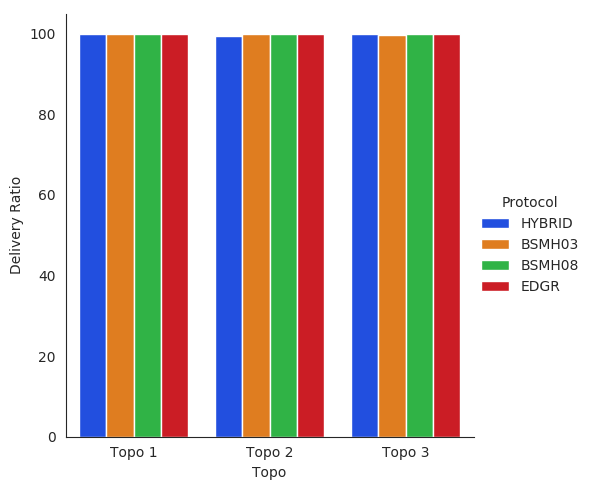 100
80
60
40
20
0
Delivery Ratio
Topo 1
Topo 2
Topo 3
Topo
Protocol
HYBRID
BSMH03
BSMH08
EDGR